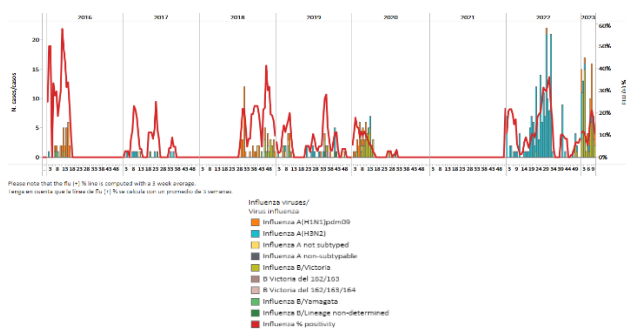 2016 2017 2018 2019 2020 2021 2022 2023
N. cases/casos
20
15
10
5
0
60%
50%
40%
30%
20%
10%
0%
FLU (+) %
Please note that the flu (+) % line is computed with a 3 week average.
Tenga en cuenta que la línea de flu (+) % se calcula con un promedio de 3 semanas.
Influenza viruses/
Virus influenza
Influenza A(H1N1)pdm09
Influenza A(H3N2)
Influenza A not subtyped
Influenza A non-subtypable
Influenza B/Victoria
B Victoria del 162/163
B Victoria del 162/163/164
Influenza B/Yamagata
Influenza B/Lineage non-determined
Influenza % positivity